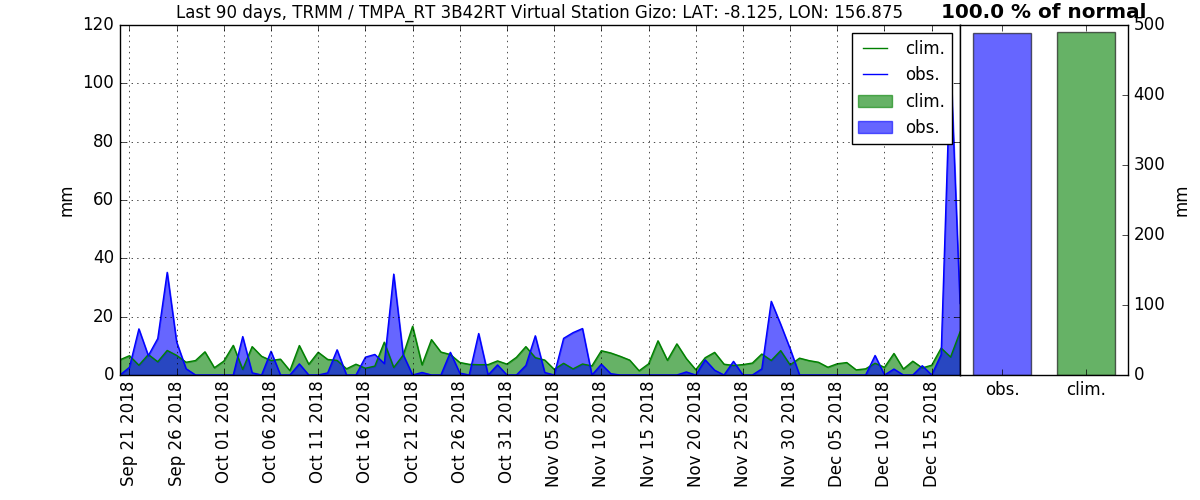 Last 90 days, TRMM / TMPA_RT 3B42RT Virtual Station Gizo: LAT: -8.125, LON: 156.875
100.0 % of normal
120
100
80
60
40
20
0
mm
clim.
obs.
clim.
obs.
Sep 21 2018
Sep 26 2018
Oct 01 2018
Oct 06 2018
Oct 11 2018
Oct 16 2018
Oct 21 2018
Oct 26 2018
Oct 31 2018
Nov 05 2018
Nov 10 2018
Nov 15 2018
Nov 20 2018
Nov 25 2018
Nov 30 2018
Dec 05 2018
Dec 10 2018
Dec 15 2018
500
400
300
200
100
0
mm
obs.
clim.